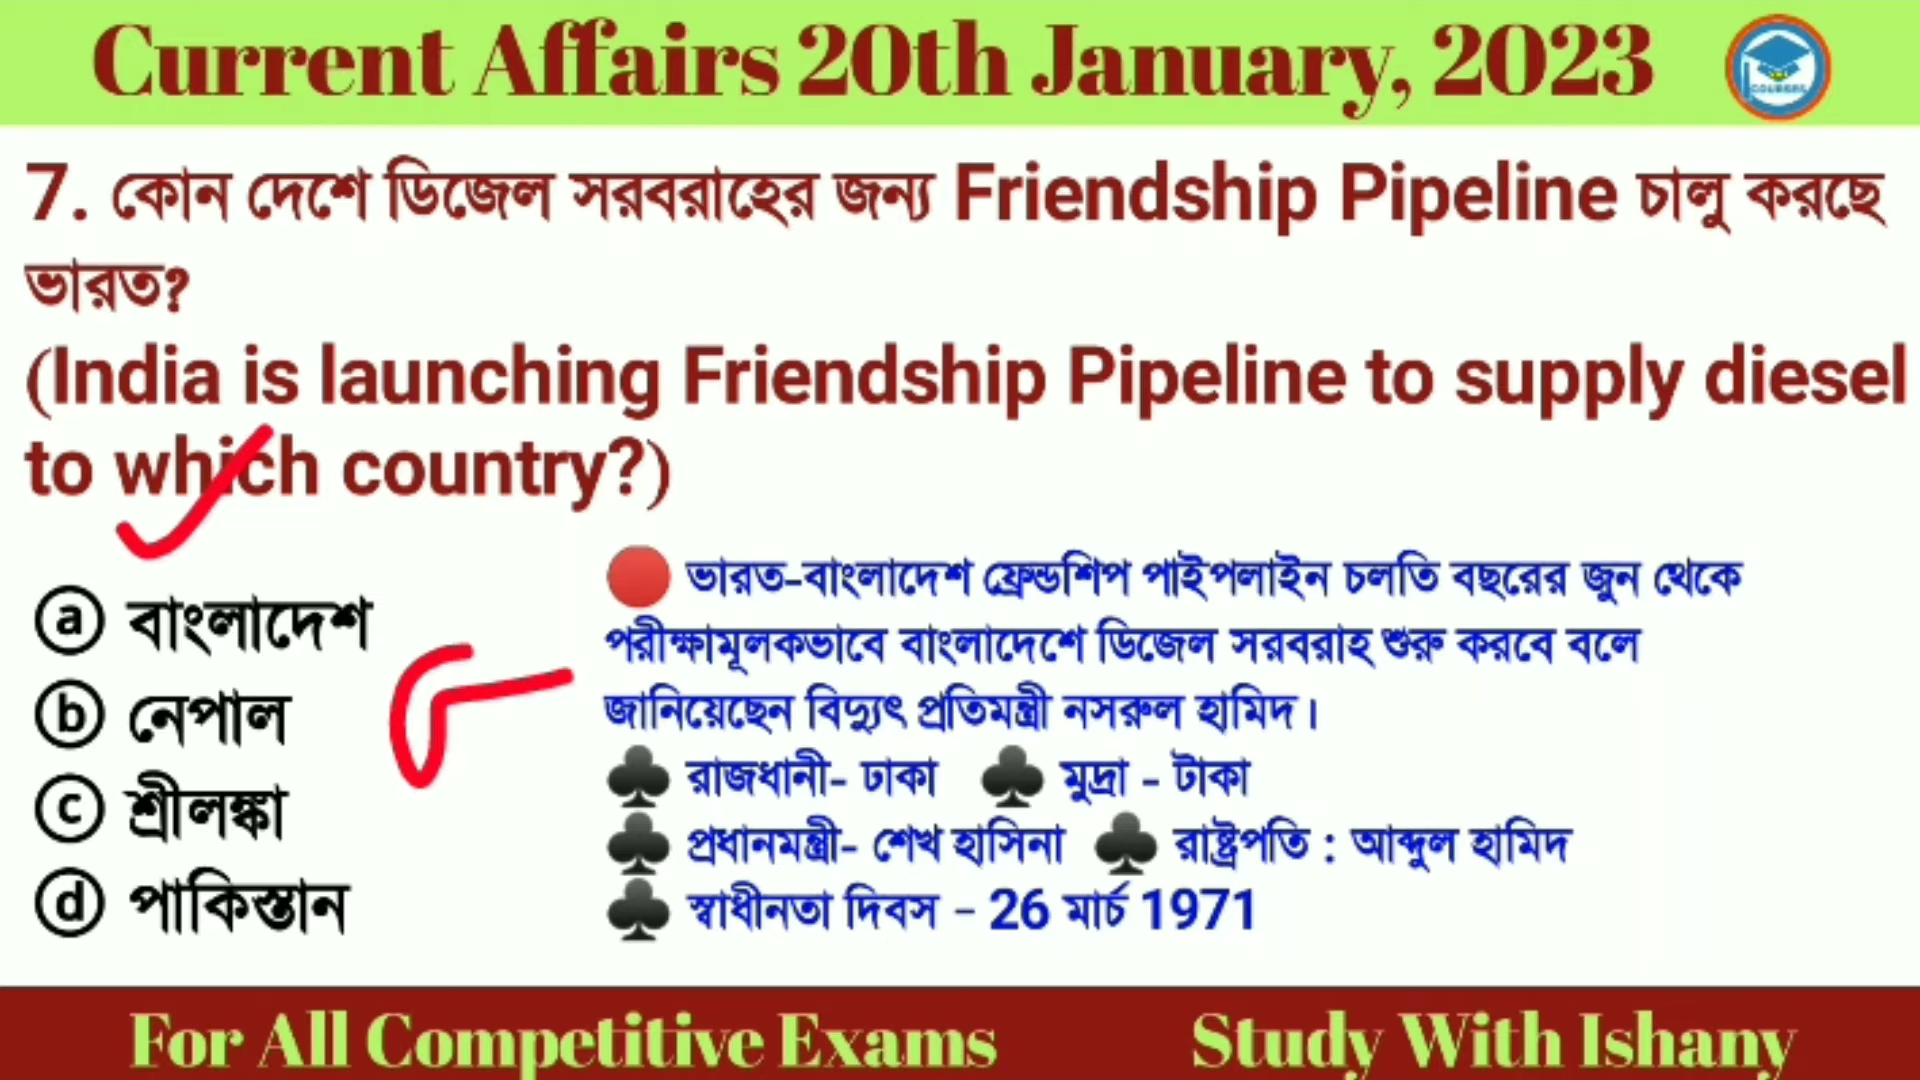 Current Affairs 20th January, 2023
COURSES
7. কোন দেশে ডিজেল সরবরাহের জন্য Friendship Pipeline চালু করছে
ভারত?
(India is launching Friendship Pipeline to supply diesel
to which country?)
ⓐ বাংলাদেশ
ⓑ নেপাল
ⓒ শ্রীলঙ্কা
ⓓ পাকিস্তান
🔴 ভারত-বাংলাদেশ ফ্রেন্ডশিপ পাইপলাইন চলতি বছরের জুন থেকে
পরীক্ষামূলকভাবে বাংলাদেশে ডিজেল সরবরাহ শুরু করবে বলে
জানিয়েছেন বিদ্যুৎ প্রতিমন্ত্রী নসরুল হামিদ।
♣ রাজধানী- ঢাকা ♣ মুদ্রা - টাকা
♣ প্রধানমন্ত্রী- শেখ হাসিনা ♣ রাষ্ট্রপতি : আব্দুল হামিদ
♣ স্বাধীনতা দিবস - 26 মার্চ 1971
For All Competitive Exams Study With Ishany